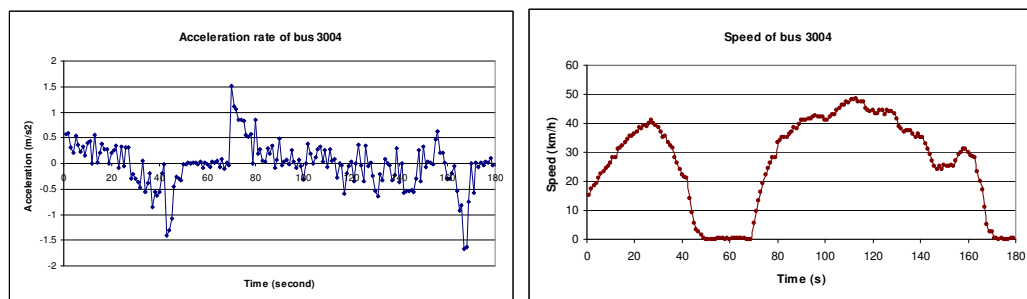 Acceleration rate of bus 3004
2
1.5
1
0.5
0
-0.5
-1
-1.5
-2
0 20 40 60 80 100 120 140 160 180
Acceleration (m/s2)
Time (second)
Speed of bus 3004
60
50
40
30
20
10
0
0 20 40 60 80 100 120 140 160 180
Speed (km/h)
Time (s)